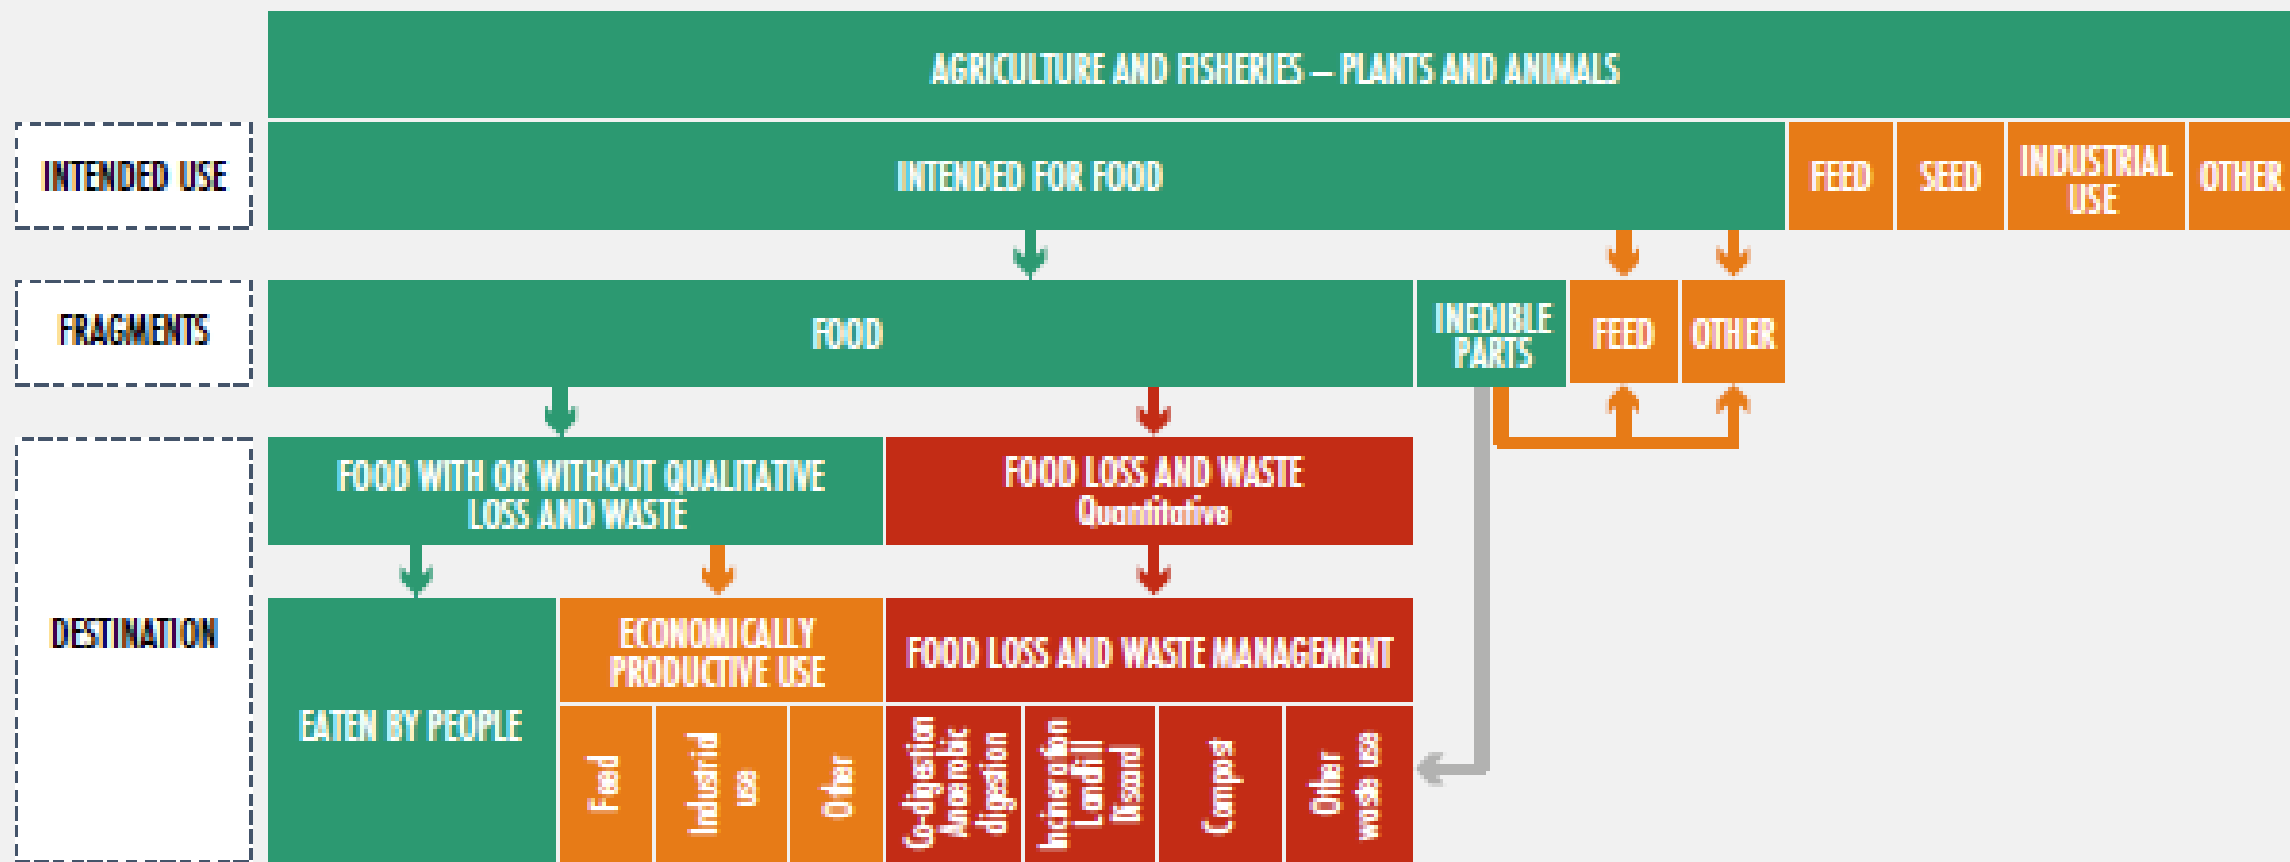 AGRICULTURE AND FISHERIES – PLANTS AND ANIMALS
INTENDED USE
INTENDED FOR FOOD
FEED
SEED
INDUSTRIAL
USE
OTHER
FRAGMENTS
FOOD
INEDIBLE
PARTS
FEED
OTHER
DESTINATION
FOOD WITH OR WITHOUT QUALITATIVE
LOSS AND WASTE
FOOD LOSS AND WASTE
Quantitative
EATEN BY PEOPLE
ECONOMICALLY
PRODUCTIVE USE
FOOD LOSS AND WASTE MANAGEMENT
Feed
Industrial
use
Other
Co-digestion
Anaerobic
digestion
Incineration
Landfill
Discard
Compost
Other
waste use